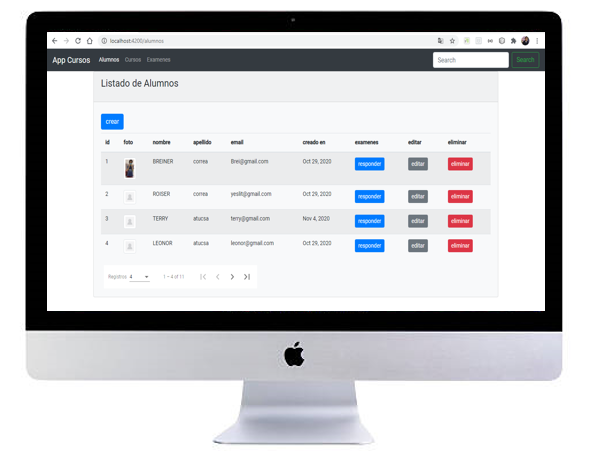 localhost:4200/alumnos
App Cursos Alumnos Cursos Examenes Search Search
Listado de Alumnos
crear
id foto nombre apellido email creado en examenes editar eliminar
1 BREINER correa Brei@gmail.com Oct 29, 2020 responder editar eliminar
2 ROISER correa yeslit@gmail.com Oct 29, 2020 responder editar eliminar
3 TERRY atucsa terry@gmail.com Nov 4, 2020 responder editar eliminar
4 LEONOR atucsa leonor@gmail.com Oct 29, 2020 responder editar eliminar
Registros 4 1 – 4 of 11